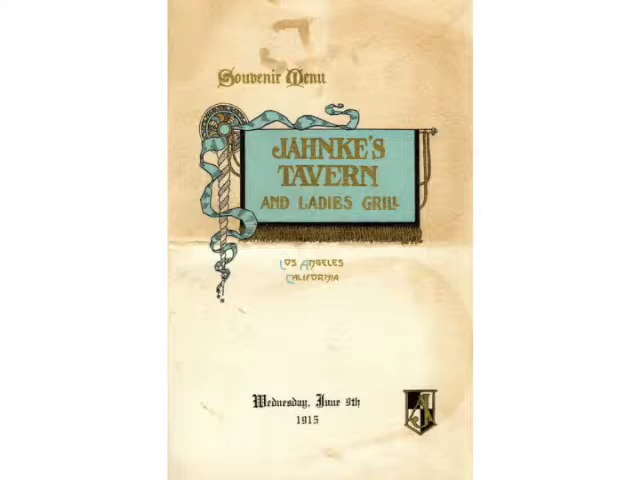 Souvenir Menu
JAHNKE'S
TAVERN
AND LADIES GRILL
LOS ANGELES
CALIFORNIA
Wednesday, June 9th
1915